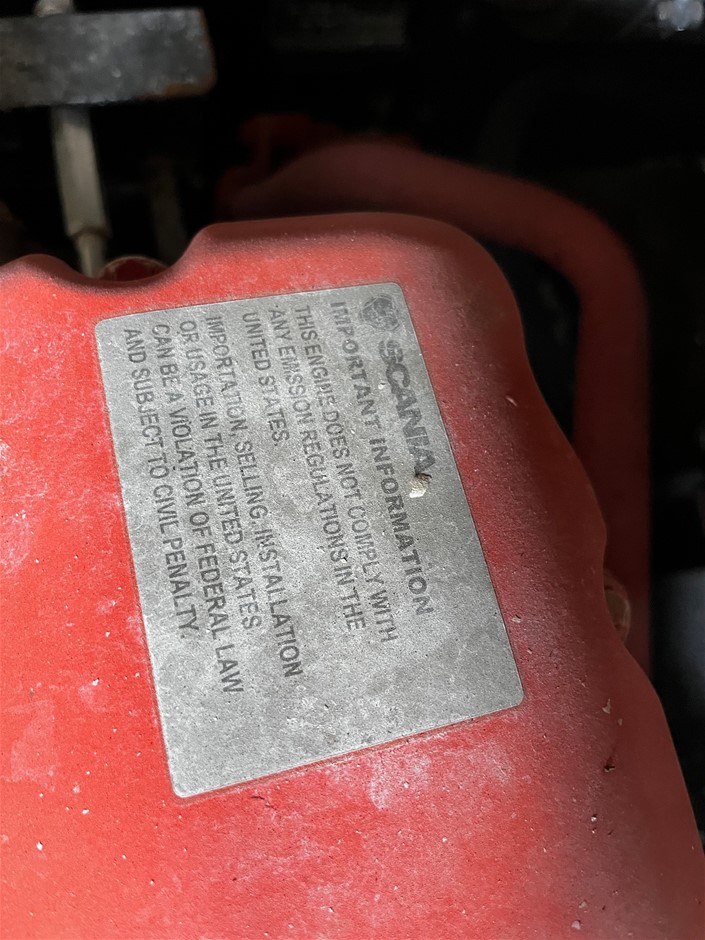 SCANIA
IMPORTANT INFORMATION
THIS ENGINE DOES NOT COMPLY WITH
ANY EMISSION REGULATIONS IN THE
UNITED STATES.
IMPORTATION, SELLING, INSTALLATION
OR USAGE IN THE UNITED STATES,
CAN BE A VIOLATION OF FEDERAL LAW
AND SUBJECT TO CIVIL PENALTY.